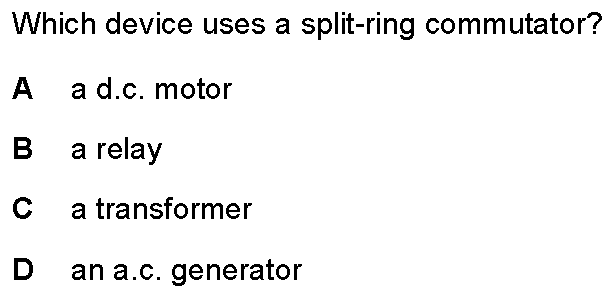 Which device uses a split-ring commutator?
A a d.c. motor
B a relay
C a transformer
D an a.c. generator